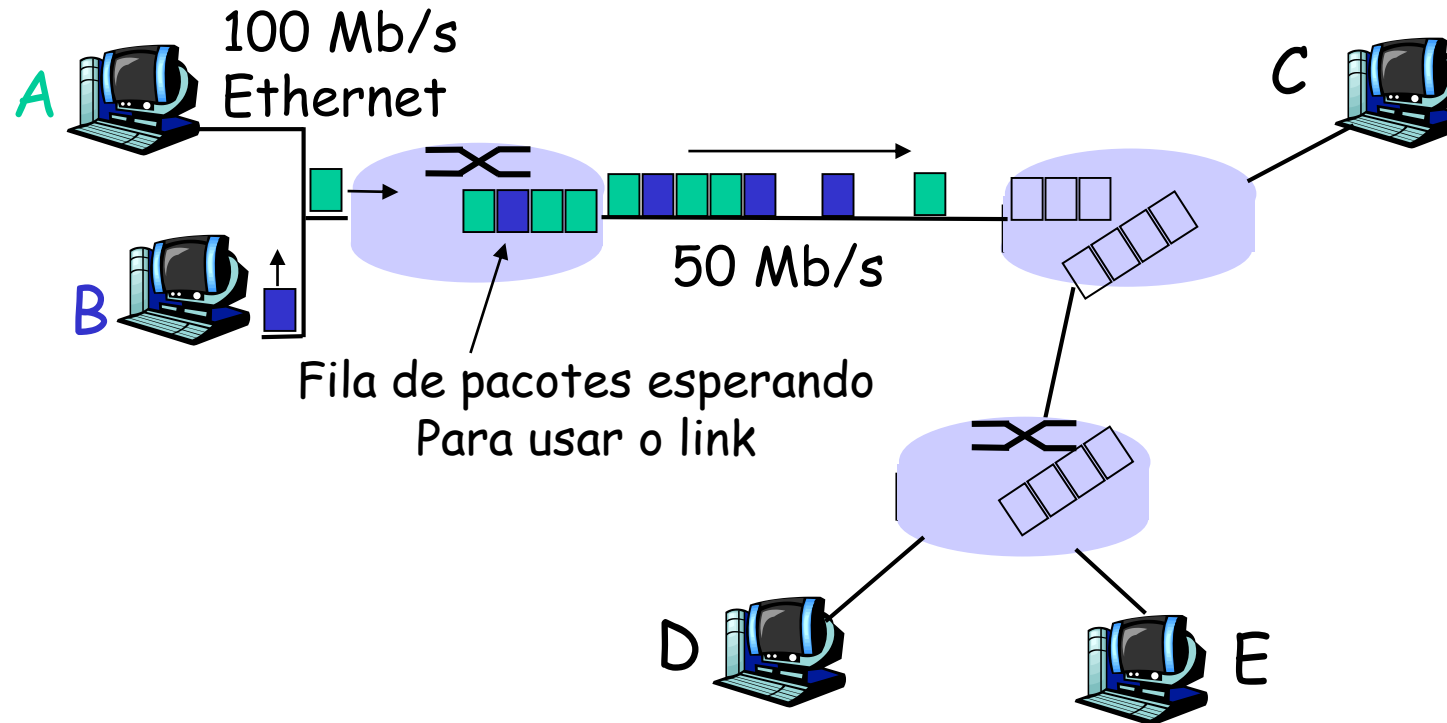 100 Mb/s
Ethernet
A
B
C
50 Mb/s
Fila de pacotes esperando
Para usar o link
D
E